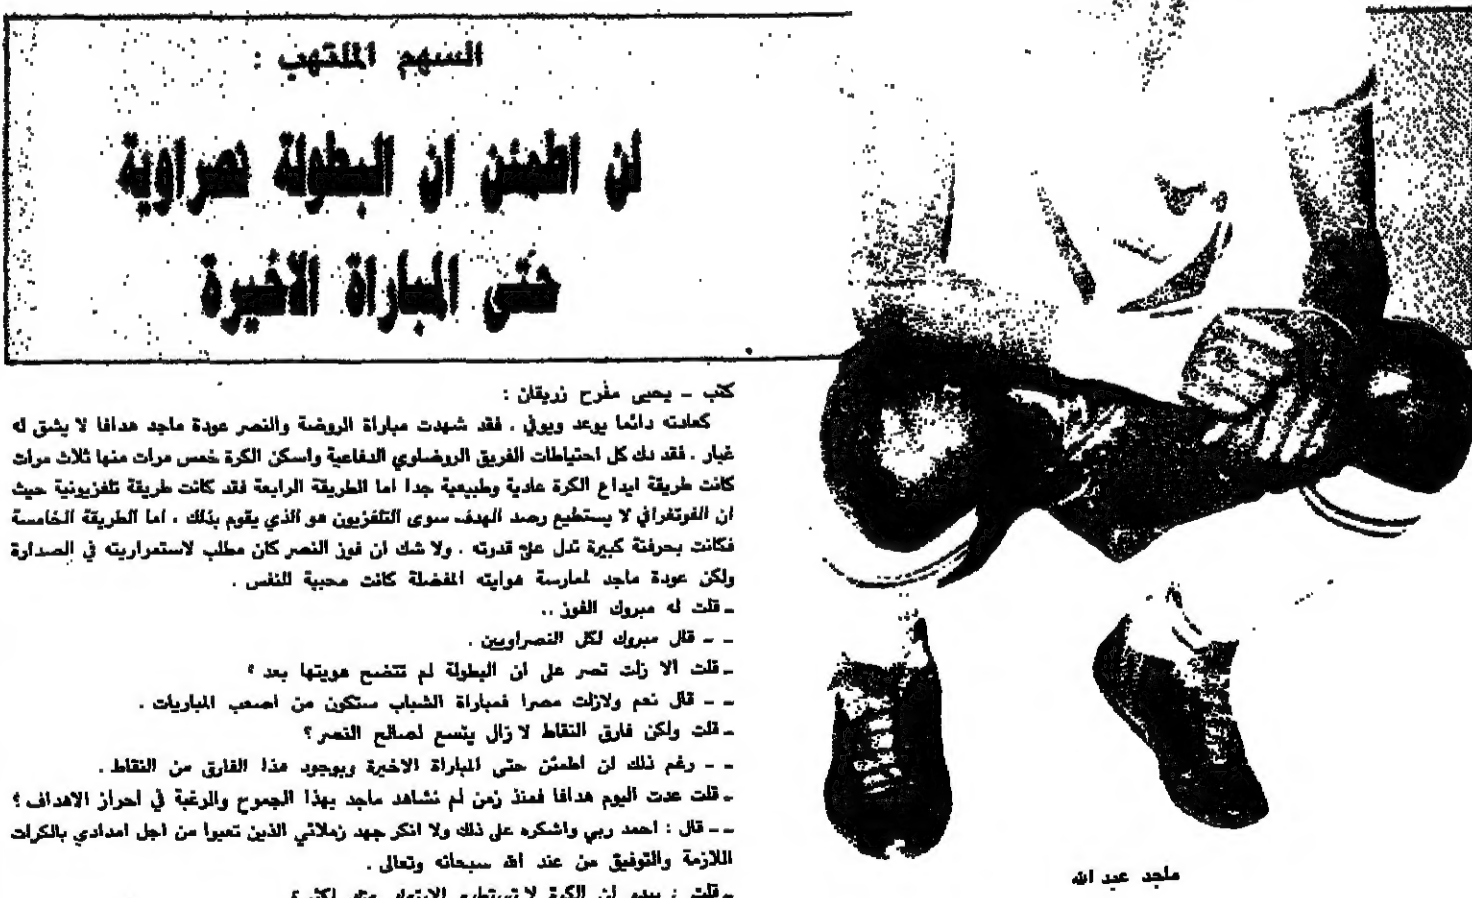 السهم الملتهب :
لن اطمئن ان البطولة نصراوية
حتى المباراة الاخيرة
كتب ـ يحيى مفرح زريقان :
كعادته دائما يوعد ويوفي . فقد شهدت مباراة الروضة والنصر عودة ماجد هدافا لا يشق له
غبار . فقد دك كل احتياطات الفريق الروضاوي الدفاعية واسكن الكرة خمس مرات منها ثلاث مرات
كانت طريقة ايداع الكرة عادية وطبيعية جدا اما الطريقة الرابعة فقد كانت طريقة تلفزيونية حيث
ان الفوتغرافي لا يستطيع رصد الهدف سوى التلفزيون هو الذي يقوم بذلك ، اما الطريقة الخامسة
فكانت بحرفنة كبيرة تدل على قدرته . ولا شك ان فوز النصر كان مطلب لاستمراريته في الصدارة
ولكن عودة ماجد لممارسة هوايته المفضلة كانت محببة للنفس .
ـ قلت له مبروك الفوز ..
ـ ـ قال مبروك لكل النصراويين .
ـ قلت ألا زلت تصر على ان البطولة لم تتضح هويتها بعد ؟
ـ ـ قال نعم ولازلت مصرا فمباراة الشباب ستكون من اصعب المباريات .
ـ قلت ولكن فارق النقاط لا زال يتسع لصالح النصر ؟
ـ ـ رغم ذلك لن اطمئن حتى المباراة الاخيرة وبوجود هذا الفارق من النقاط .
ـ قلت عدت اليوم هدافا فمنذ زمن لم نشاهد ماجد بهذا الجموح والرغبة في احراز الاهداف ؟
ـ ـ قال : احمد ربي واشكره على ذلك ولا انكر جهد زملائي الذين تعبوا من اجل امدادي بالكرات
اللازمة والتوفيق من عند الله سبحانه وتعالى .
ـ قلت : يبدو ان الكرة لا تستطيع الابتعاد عنك
ماجد عبد الله